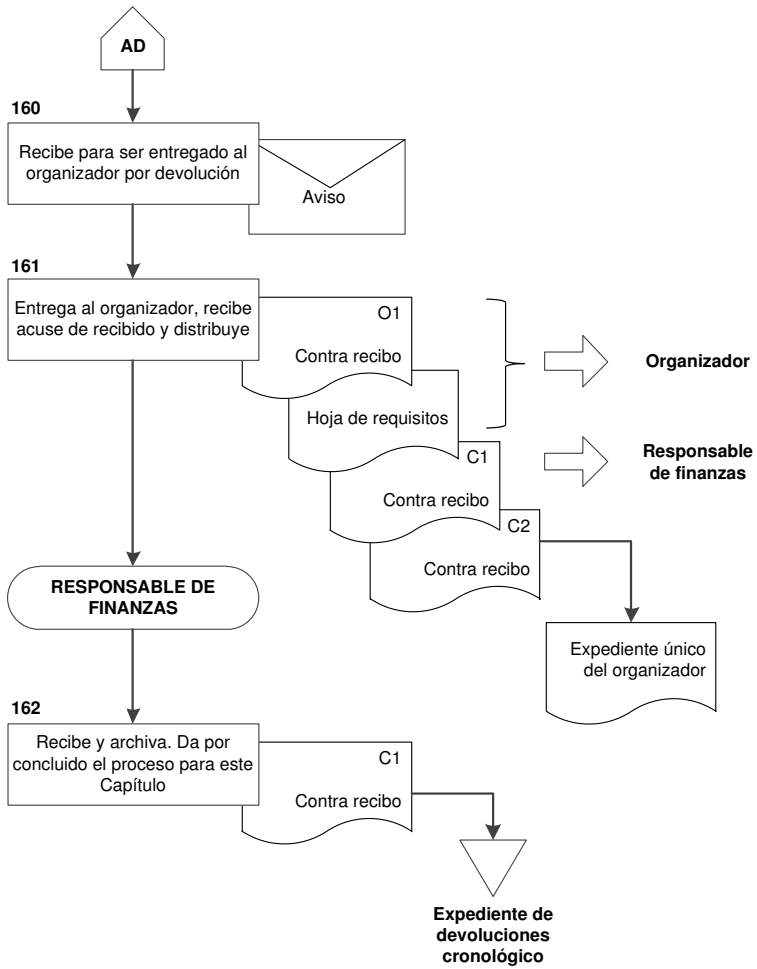 AD
160
Recibe para ser entregado al
organizador por devolución
Aviso
161
Entrega al organizador, recibe
acuse de recibido y distribuye
O1
Contra recibo
Organizador
Hoja de requisitos
C1
Contra recibo
Responsable
de finanzas
C2
Contra recibo
RESPONSABLE DE
FINANZAS
Expediente único
del organizador
162
Recibe y archiva. Da por
concluido el proceso para este
Capítulo
C1
Contra recibo
Expediente de
devoluciones
cronológico